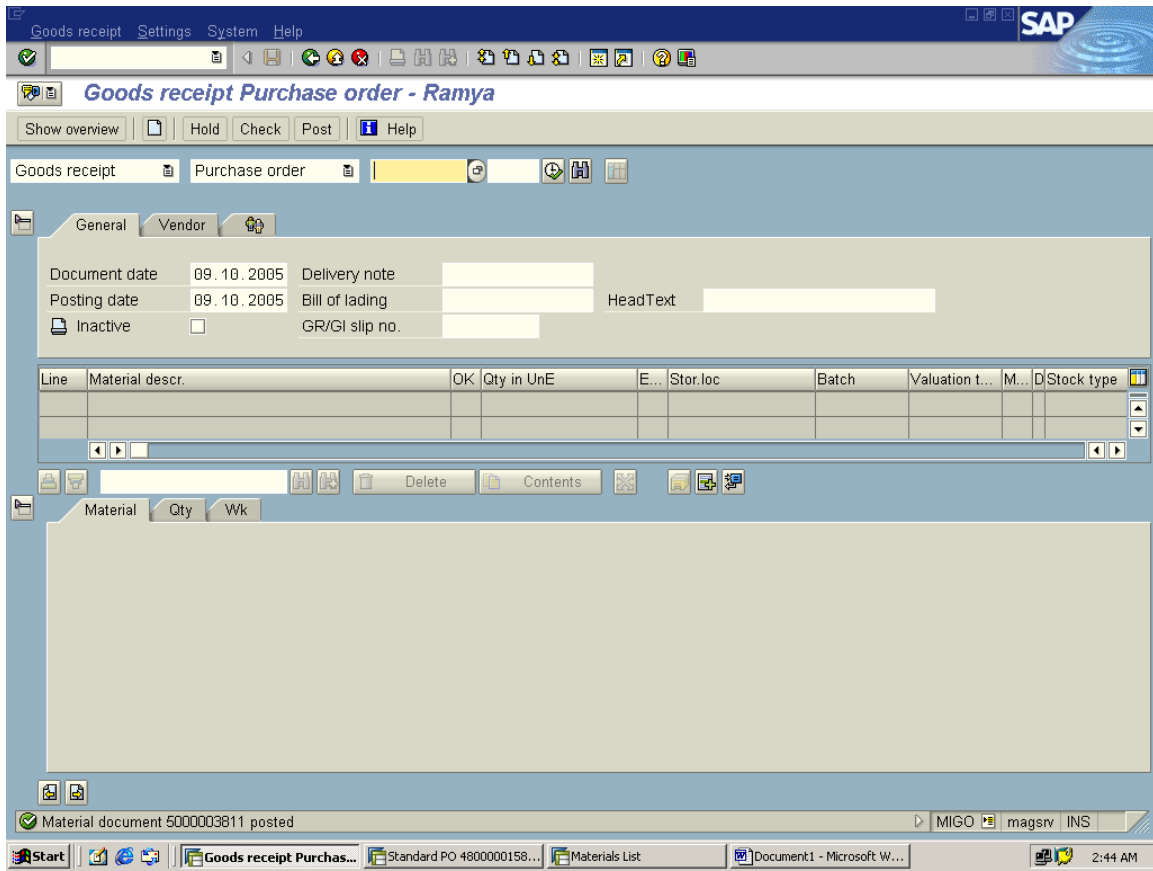 Goods receipt Settings System Help
SAP
Goods receipt Purchase order - Ramya
Show overview Hold Check Post Help
Goods receipt Purchase order
General Vendor
Document date 09.10.2005 Delivery note
Posting date 09.10.2005 Bill of lading HeadText
Inactive GR/GI slip no.
Line Material descr. OK Qty in UnE E... Stor.loc Batch Valuation t... M... D Stock type
Delete Contents
Material Qty Wk
Material document 5000003811 posted MIGO magsrv INS
Start Goods receipt Purchas... Standard PO 4800000158... Materials List Document1 - Microsoft W... 2:44 AM